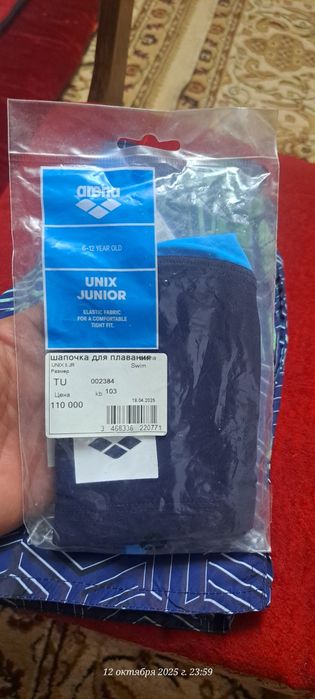 arena
6-12 YEAR OLD
UNIX
JUNIOR
ELASTIC FABRIC
FOR A COMFORTABLE
TIGHT FIT.
шапочка для плавания
UNIX II JR
Swim
Размер
TU 002384
Цена kb 103
110 000 18.04.2025
3 468336 220771
12 октября 2025 г. 23:59